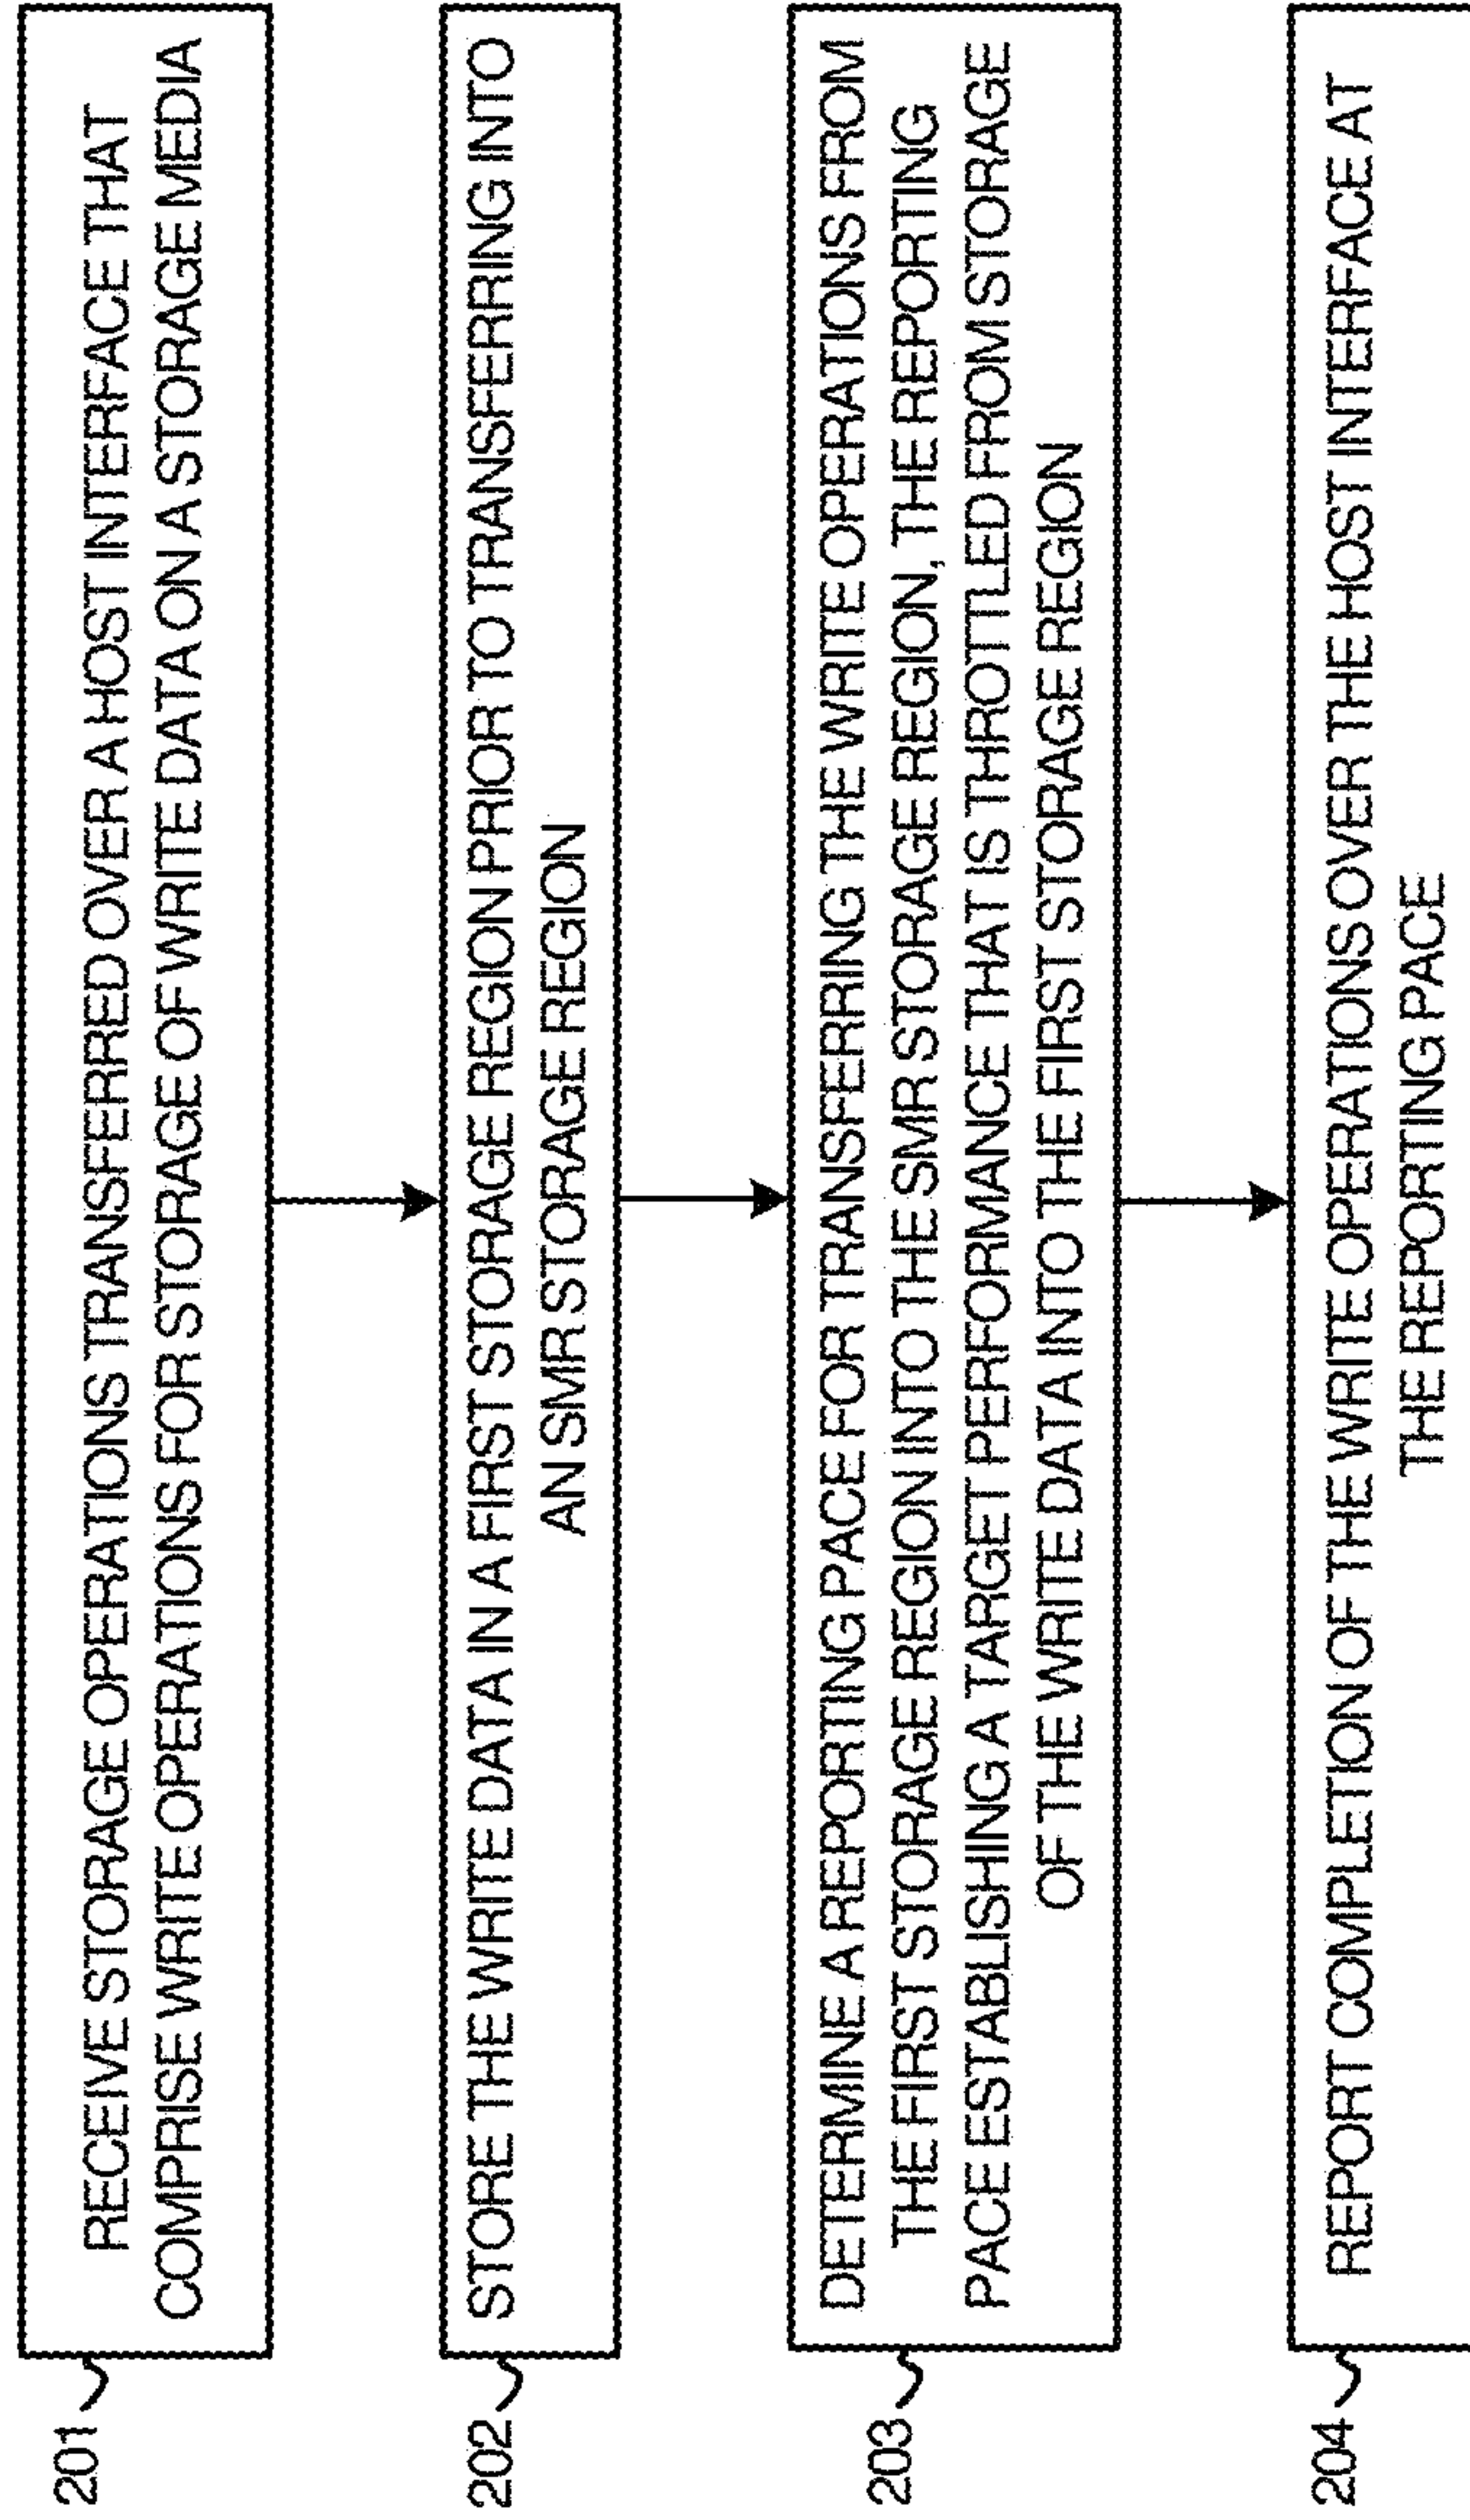 201
RECEIVE STORAGE OPERATIONS TRANSFERRED OVER A HOST INTERFACE THAT
COMPRISE WRITE OPERATIONS FOR STORAGE OF WRITE DATA ON A STORAGE MEDIA
202
STORE THE WRITE DATA IN A FIRST STORAGE REGION PRIOR TO TRANSFERRING INTO
AN SMR STORAGE REGION
203
DETERMINE A REPORTING PACE FOR TRANSFERRING THE WRITE OPERATIONS FROM
THE FIRST STORAGE REGION INTO THE SMR STORAGE REGION, THE REPORTING
PACE ESTABLISHING A TARGET PERFORMANCE THAT IS THROTTLED FROM STORAGE
OF THE WRITE DATA INTO THE FIRST STORAGE REGION
204
REPORT COMPLETION OF THE WRITE OPERATIONS OVER THE HOST INTERFACE AT
THE REPORTING PACE